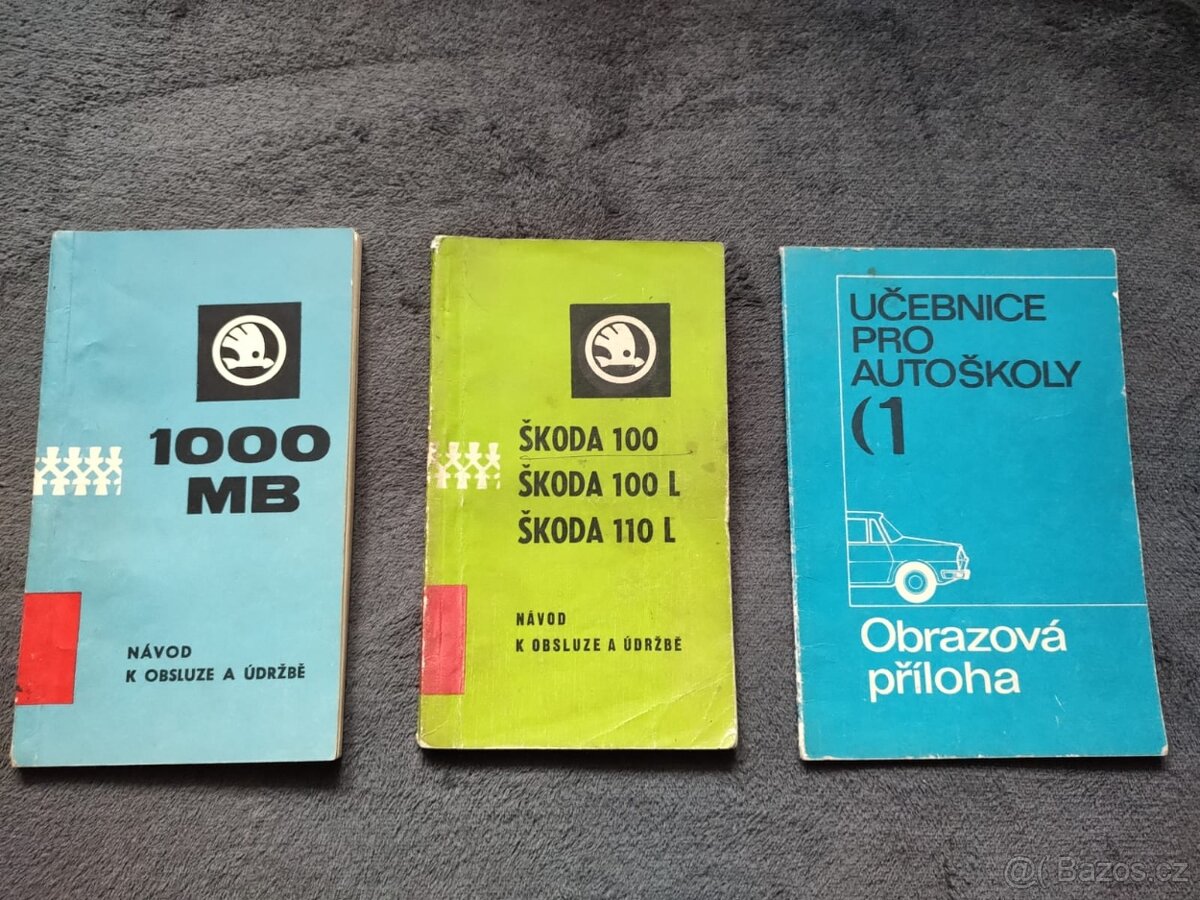 1000
MB
NÁVOD
K OBSLUZE A ÚDRŽBĚ
ŠKODA 100
ŠKODA 100 L
ŠKODA 110 L
NÁVOD
K OBSLUZE A ÚDRŽBĚ
UČEBNICE
PRO
AUTOŠKOLY
(1
Obrazová
příloha
@( Bazos.cz